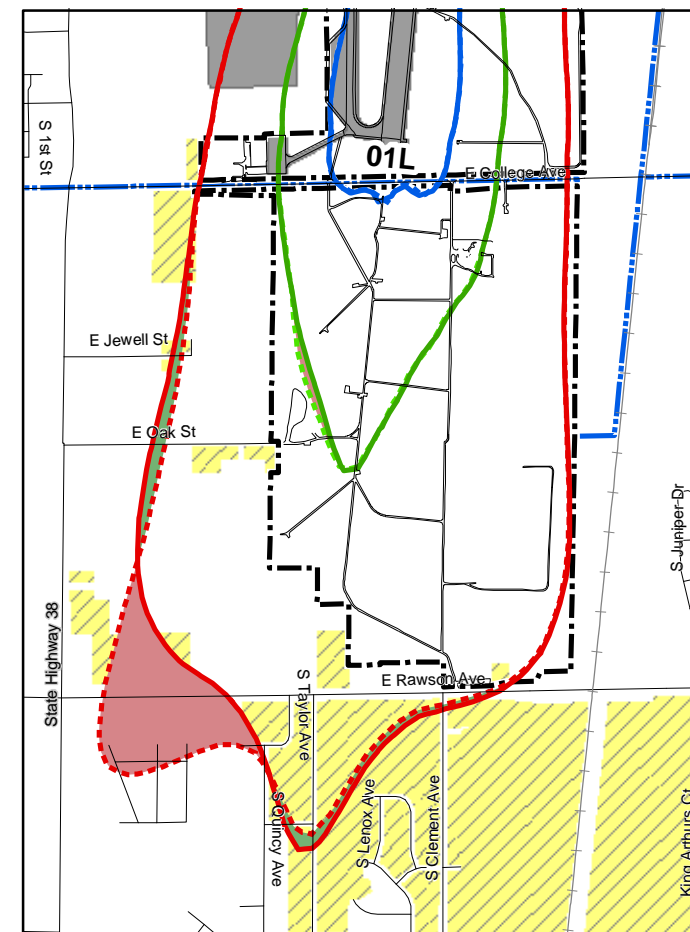 S 1st St
01L
E College Ave
E Jewell St
E Oak St
S Juniper Dr
State Highway 38
E Rawson Ave
S Taylor Ave
S Quincy Ave
S Lenox Ave
S Clement Ave
King Arthurs Ct